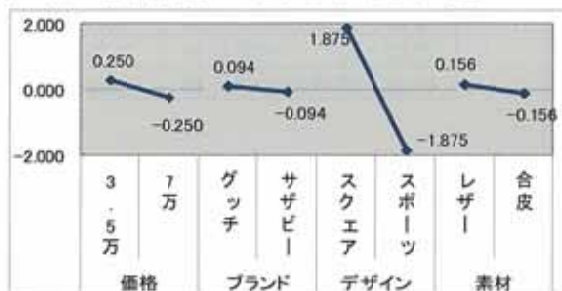 2.000
0.250
0.094
1.875
0.156
0.000
−0.250
−0.094
−0.156
−1.875
−2.000
3.5万
7万
グッチ
サザビー
スクエア
スポーツ
レザー
合皮
価格
ブランド
デザイン
素材